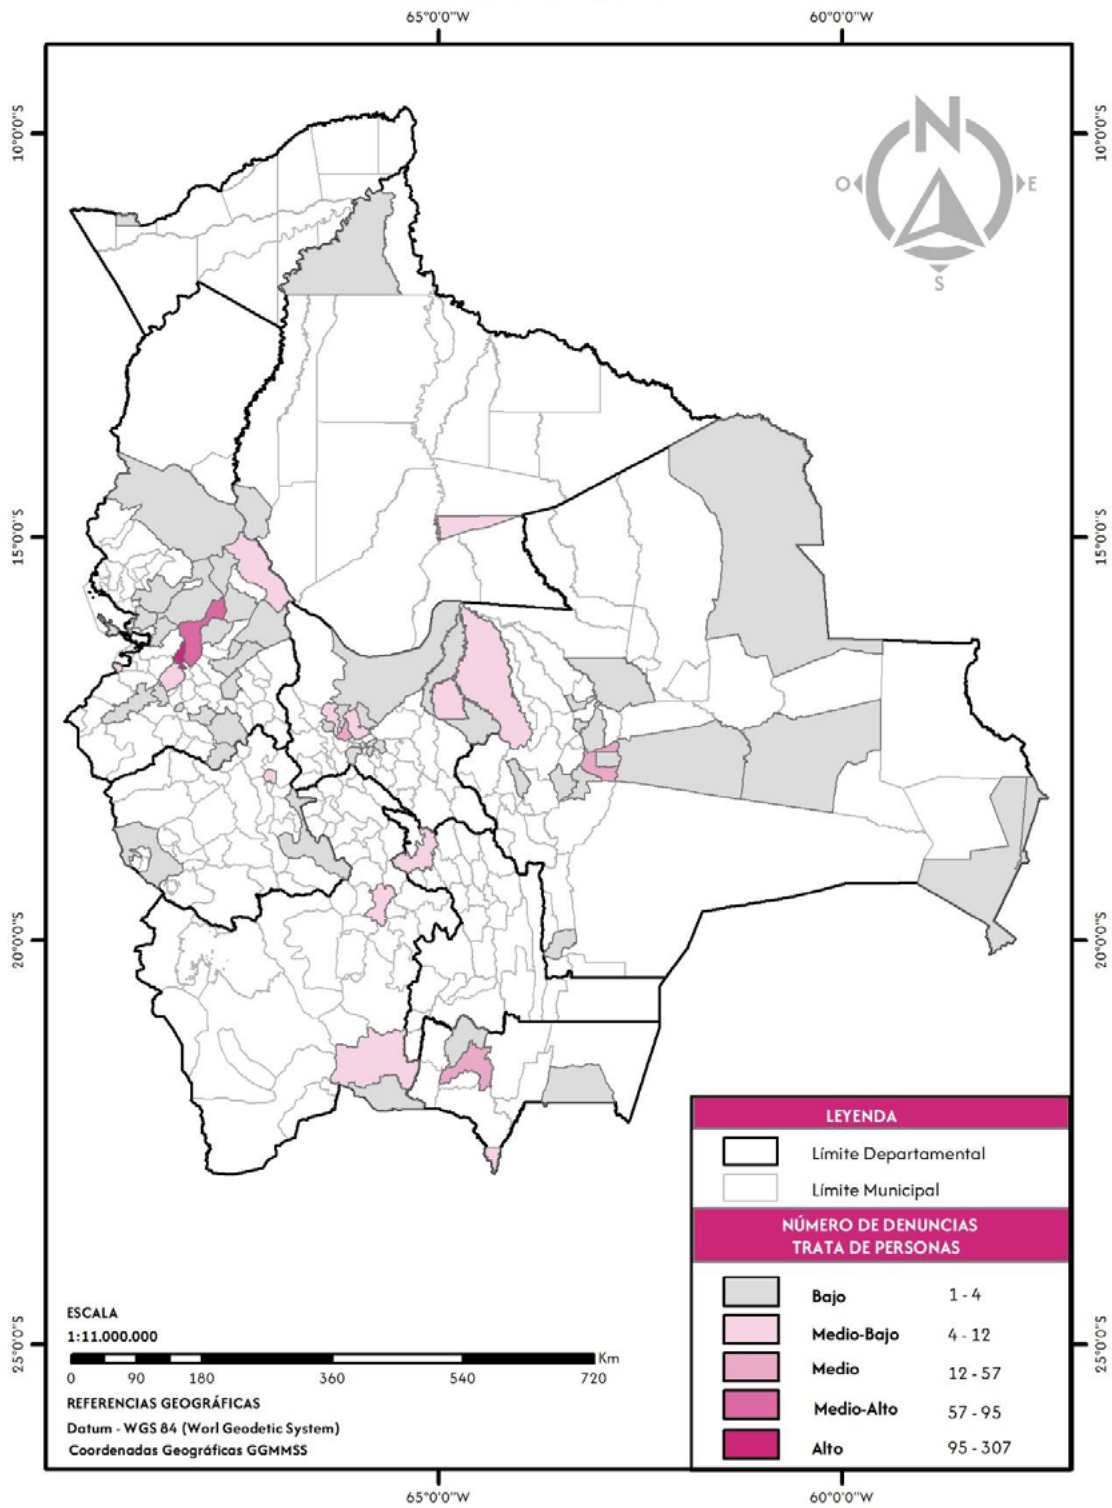 65°0'0"W 60°0'0"W
10°0'0"S 10°0'0"S
N
O E
S
15°0'0"S 15°0'0"S
20°0'0"S 20°0'0"S
25°0'0"S 25°0'0"S
LEYENDA
Límite Departamental
Límite Municipal
NÚMERO DE DENUNCIAS
TRATA DE PERSONAS
Bajo 1 - 4
Medio-Bajo 4 - 12
Medio 12 - 57
Medio-Alto 57 - 95
Alto 95 - 307
ESCALA
1:11.000.000
Km
0 90 180 360 540 720
REFERENCIAS GEOGRÁFICAS
Datum - WGS 84 (Worl Geodetic System)
Coordenadas Geográficas GGMMSS
65°0'0"W 60°0'0"W